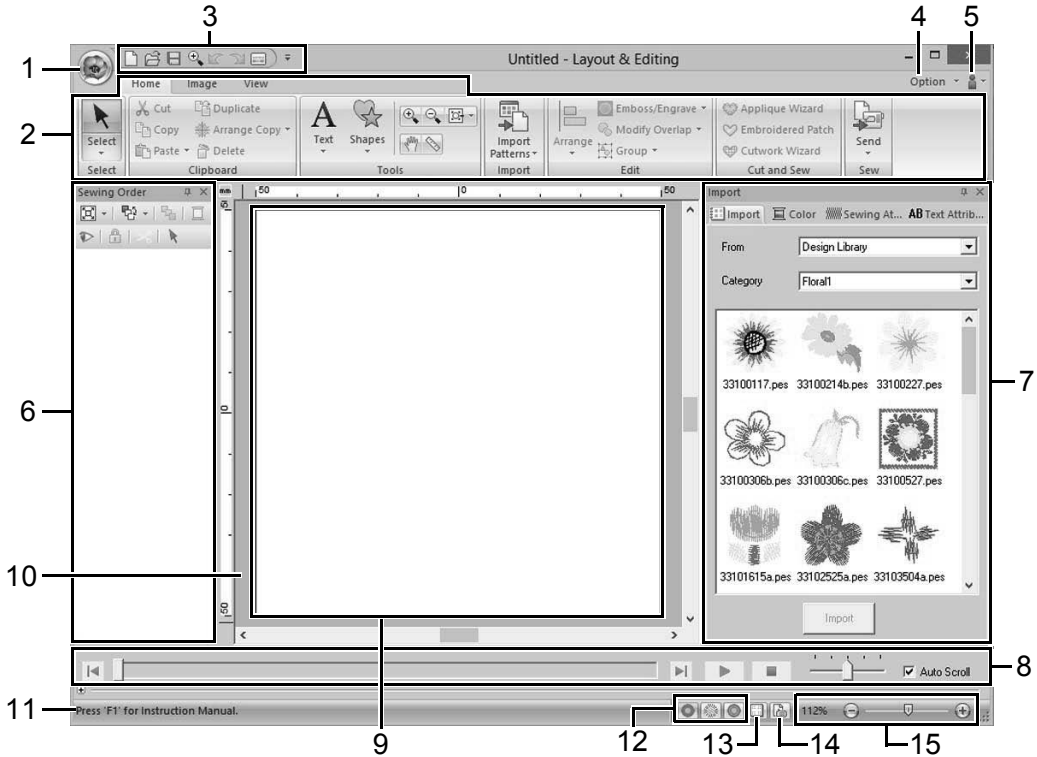 3 4 5
1 Untitled - Layout & Editing
Home Image View Option
2
Select Cut Duplicate Text Shapes Import Patterns Arrange Emboss/Engrave Applique Wizard Send
Copy Arrange Copy Modify Overlap Embroidered Patch
Paste Delete Group Cutwork Wizard
Select Clipboard Tools Import Edit Cut and Sew Sew
Sewing Order mm 50 0 50 Import
50 Import Color Sewing At... AB Text Attrib...
From Design Library
Category Floral1
33100117.pes 33100214b.pes 33100227.pes
6 0 7
33100306b.pes 33100306c.pes 33100527.pes
10
33101615a.pes 33102525a.pes 33103504a.pes
50 Import
Auto Scroll 8
11 Press 'F1' for Instruction Manual. 112%
9 12 13 14 15